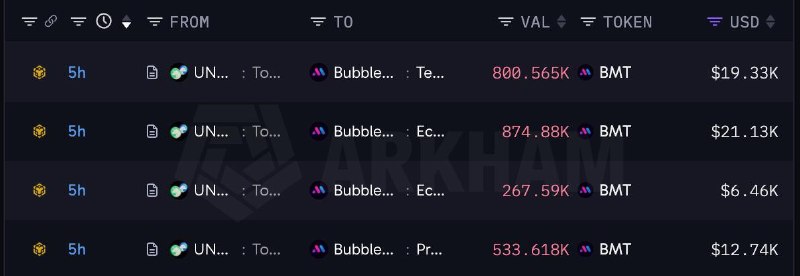 FROM TO VAL TOKEN USD
5h UN... : To... Bubble... : Te... 800.565K BMT $19.33K
5h UN... : To... Bubble... : Ec... 874.88K BMT $21.13K
ARKHAM
5h UN... : To... Bubble... : Ec... 267.59K BMT $6.46K
5h UN... : To... Bubble... : Pr... 533.618K BMT $12.74K